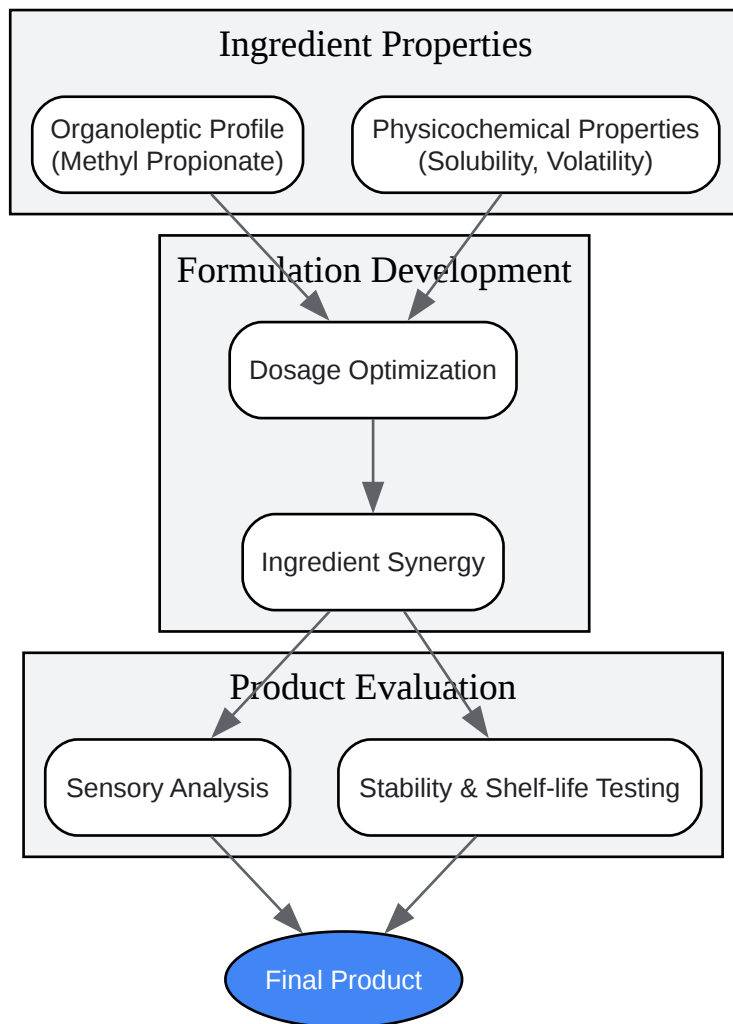 Ingredient Properties
Organoleptic Profile
(Methyl Propionate)
Physicochemical Properties
(Solubility, Volatility)
Formulation Development
Dosage Optimization
Ingredient Synergy
Product Evaluation
Sensory Analysis
Stability & Shelf-life Testing
Final Product